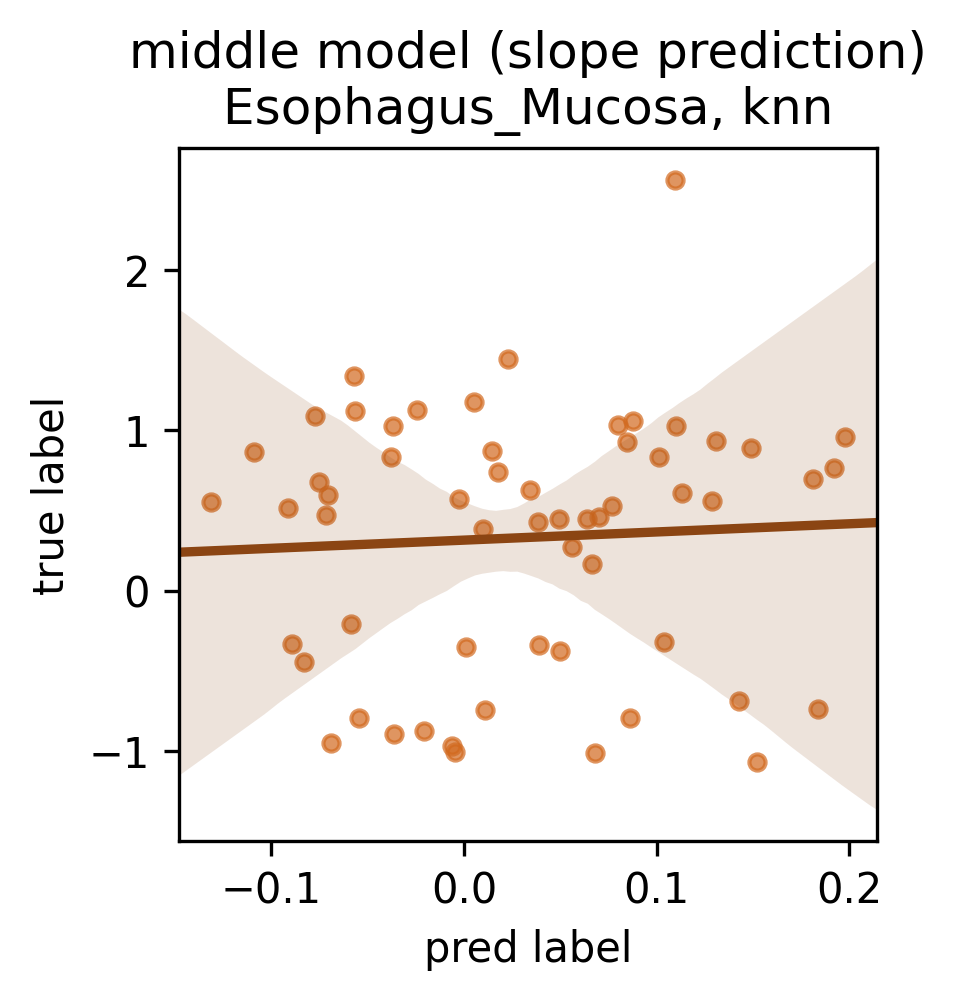 middle model (slope prediction)
Esophagus_Mucosa, knn
2
1
0
−1
true label
−0.1 0.0 0.1 0.2
pred label